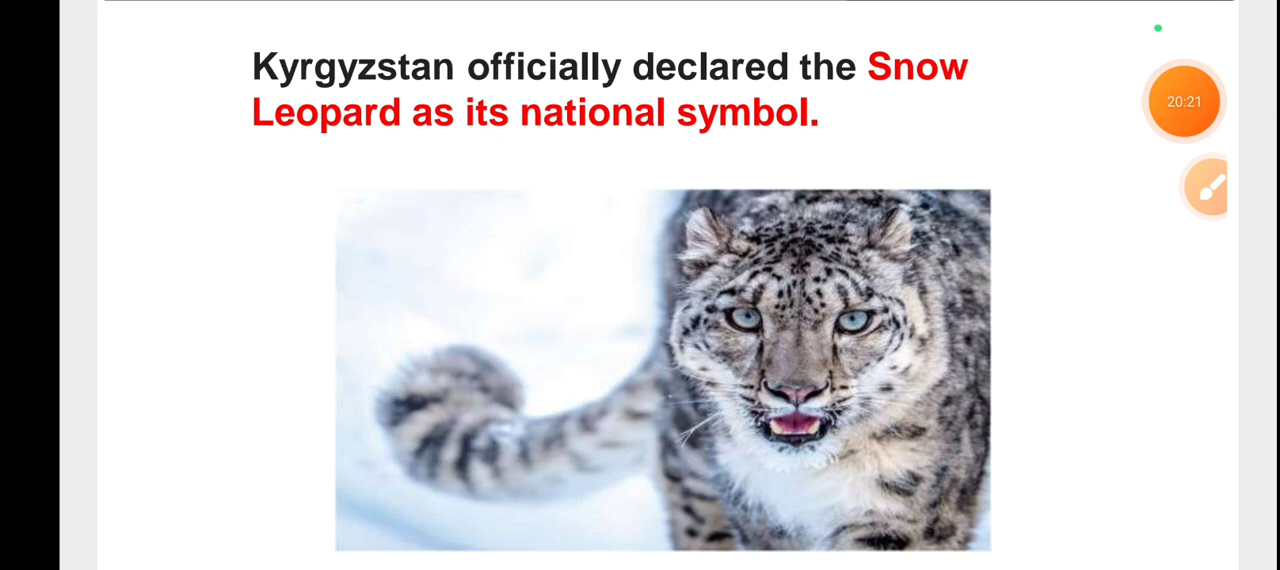 Kyrgyzstan officially declared the Snow
Leopard as its national symbol.
20:21